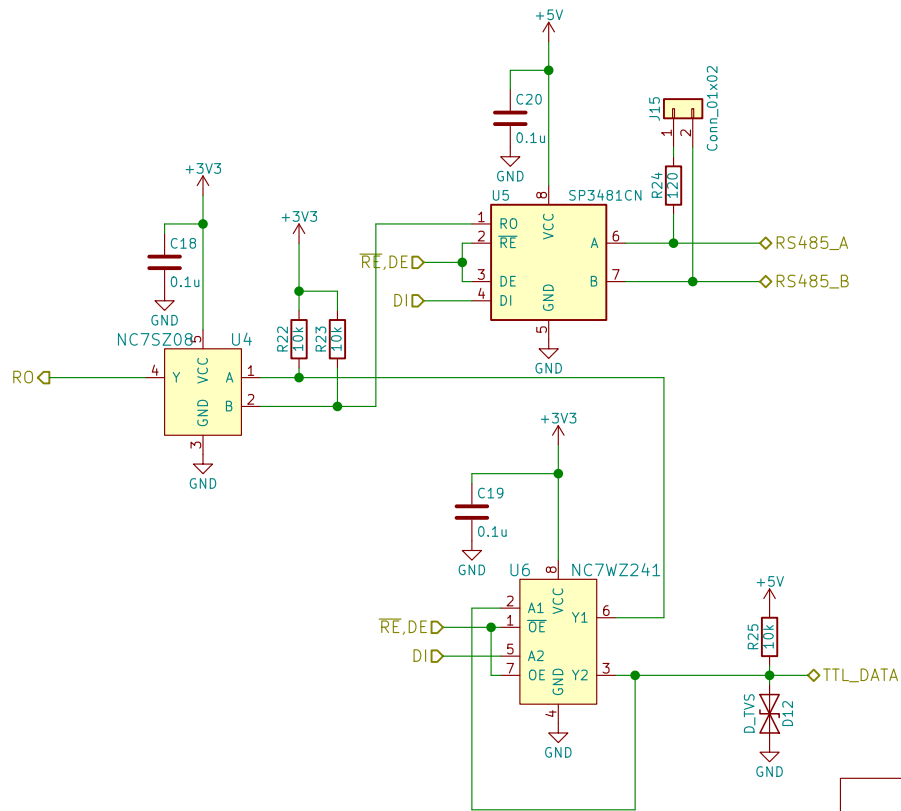 +5V
C20
0.1u
GND
J15
Conn_01x02
1
2
R24
120
U5
SP3481CN
8
VCC
1
RO
2
RE
3
DE
4
DI
A
6
B
7
GND
5
GND
RE,DE
DI
RS485_A
RS485_B
+3V3
C18
0.1u
GND
+3V3
R22
10k
R23
10k
NC7SZ08
U4
5
VCC
4
Y
A
1
B
2
GND
3
GND
RO
+3V3
C19
0.1u
GND
U6
NC7WZ241
8
VCC
2
A1
1
OE
5
A2
7
OE
Y1
6
Y2
3
GND
4
GND
RE,DE
DI
+5V
R25
10k
TTL_DATA
D_TVS
D12
GND